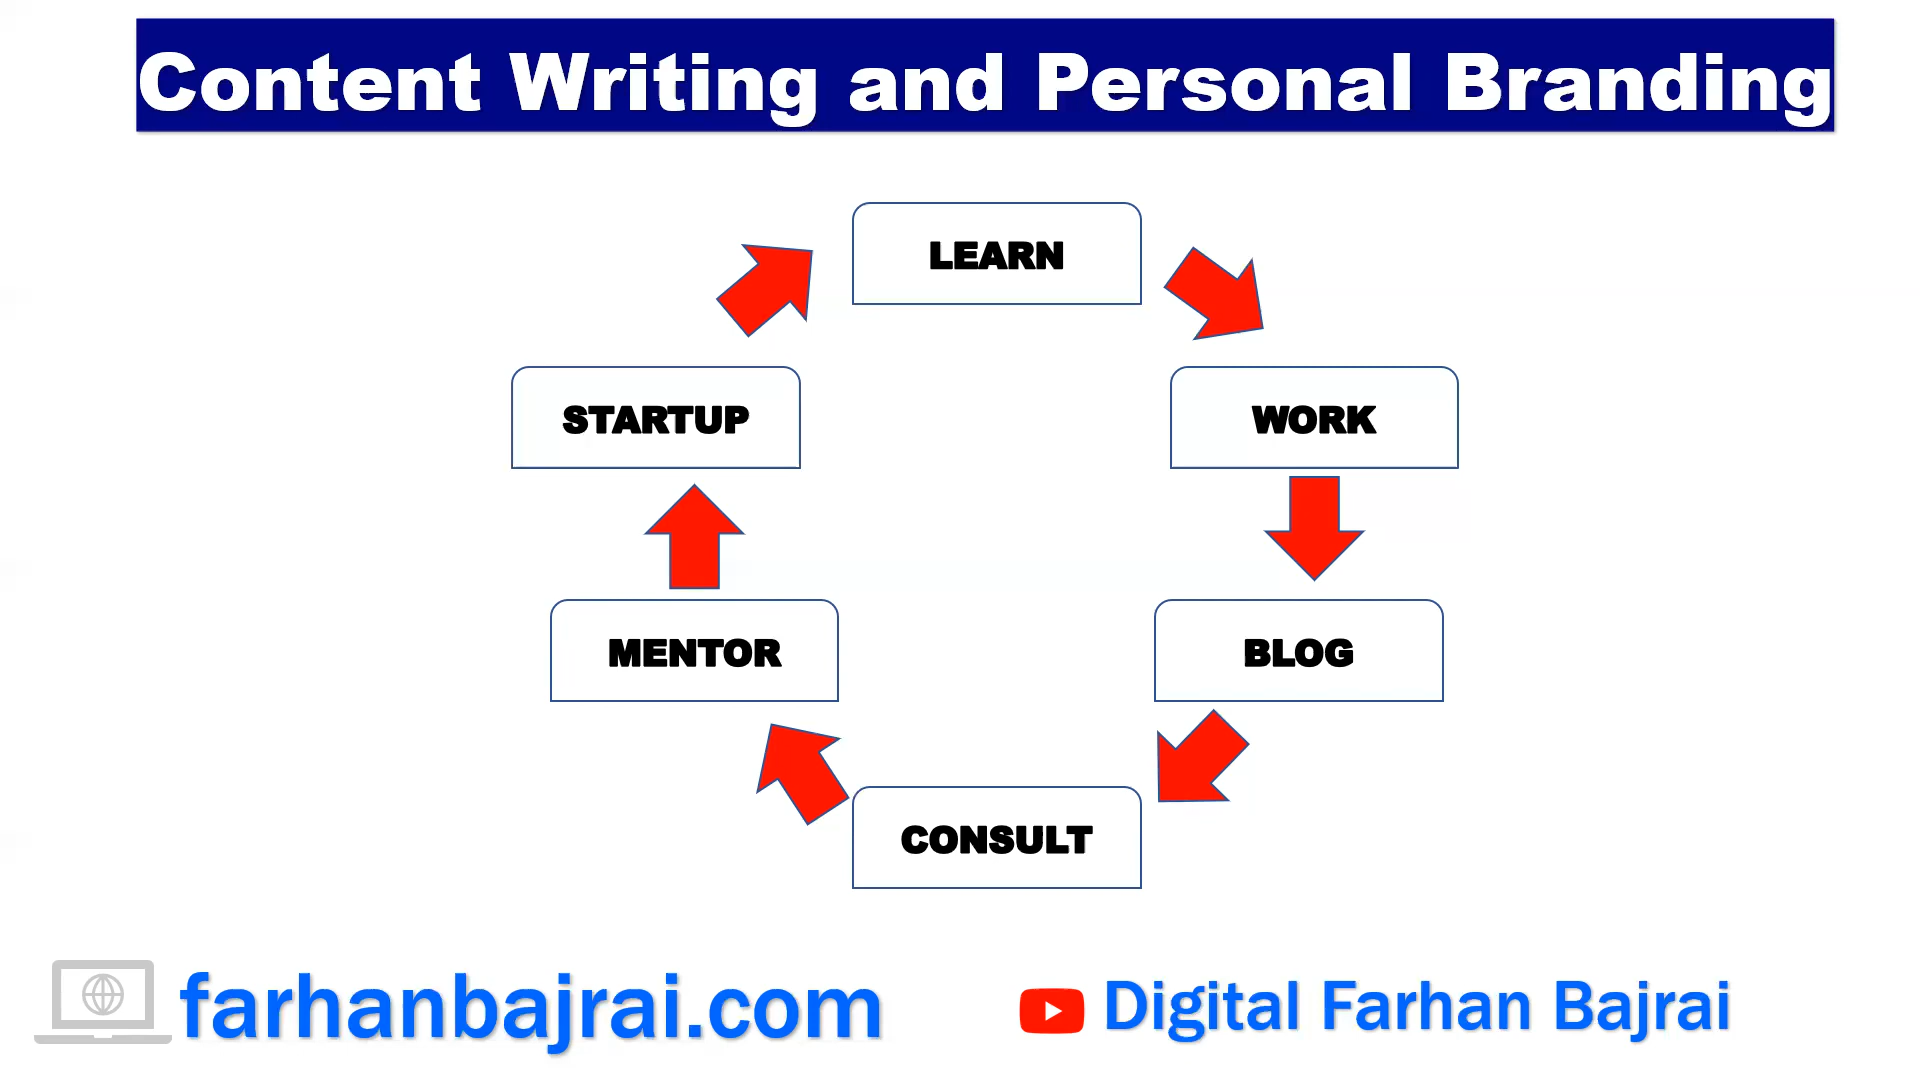 Content Writing and Personal Branding
LEARN
STARTUP
WORK
MENTOR
BLOG
CONSULT
farhanbajrai.com
Digital Farhan Bajrai